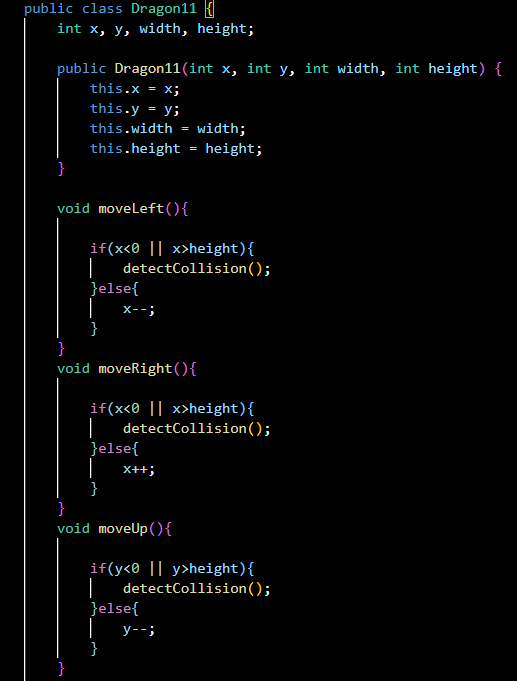 public class Dragon11 {
int x, y, width, height;
public Dragon11(int x, int y, int width, int height) {
this.x = x;
this.y = y;
this.width = width;
this.height = height;
}
void moveLeft(){
if(x<0 || x>height){
detectCollision();
}else{
x--;
}
}
void moveRight(){
if(x<0 || x>height){
detectCollision();
}else{
x++;
}
}
void moveUp(){
if(y<0 || y>height){
detectCollision();
}else{
y--;
}
}